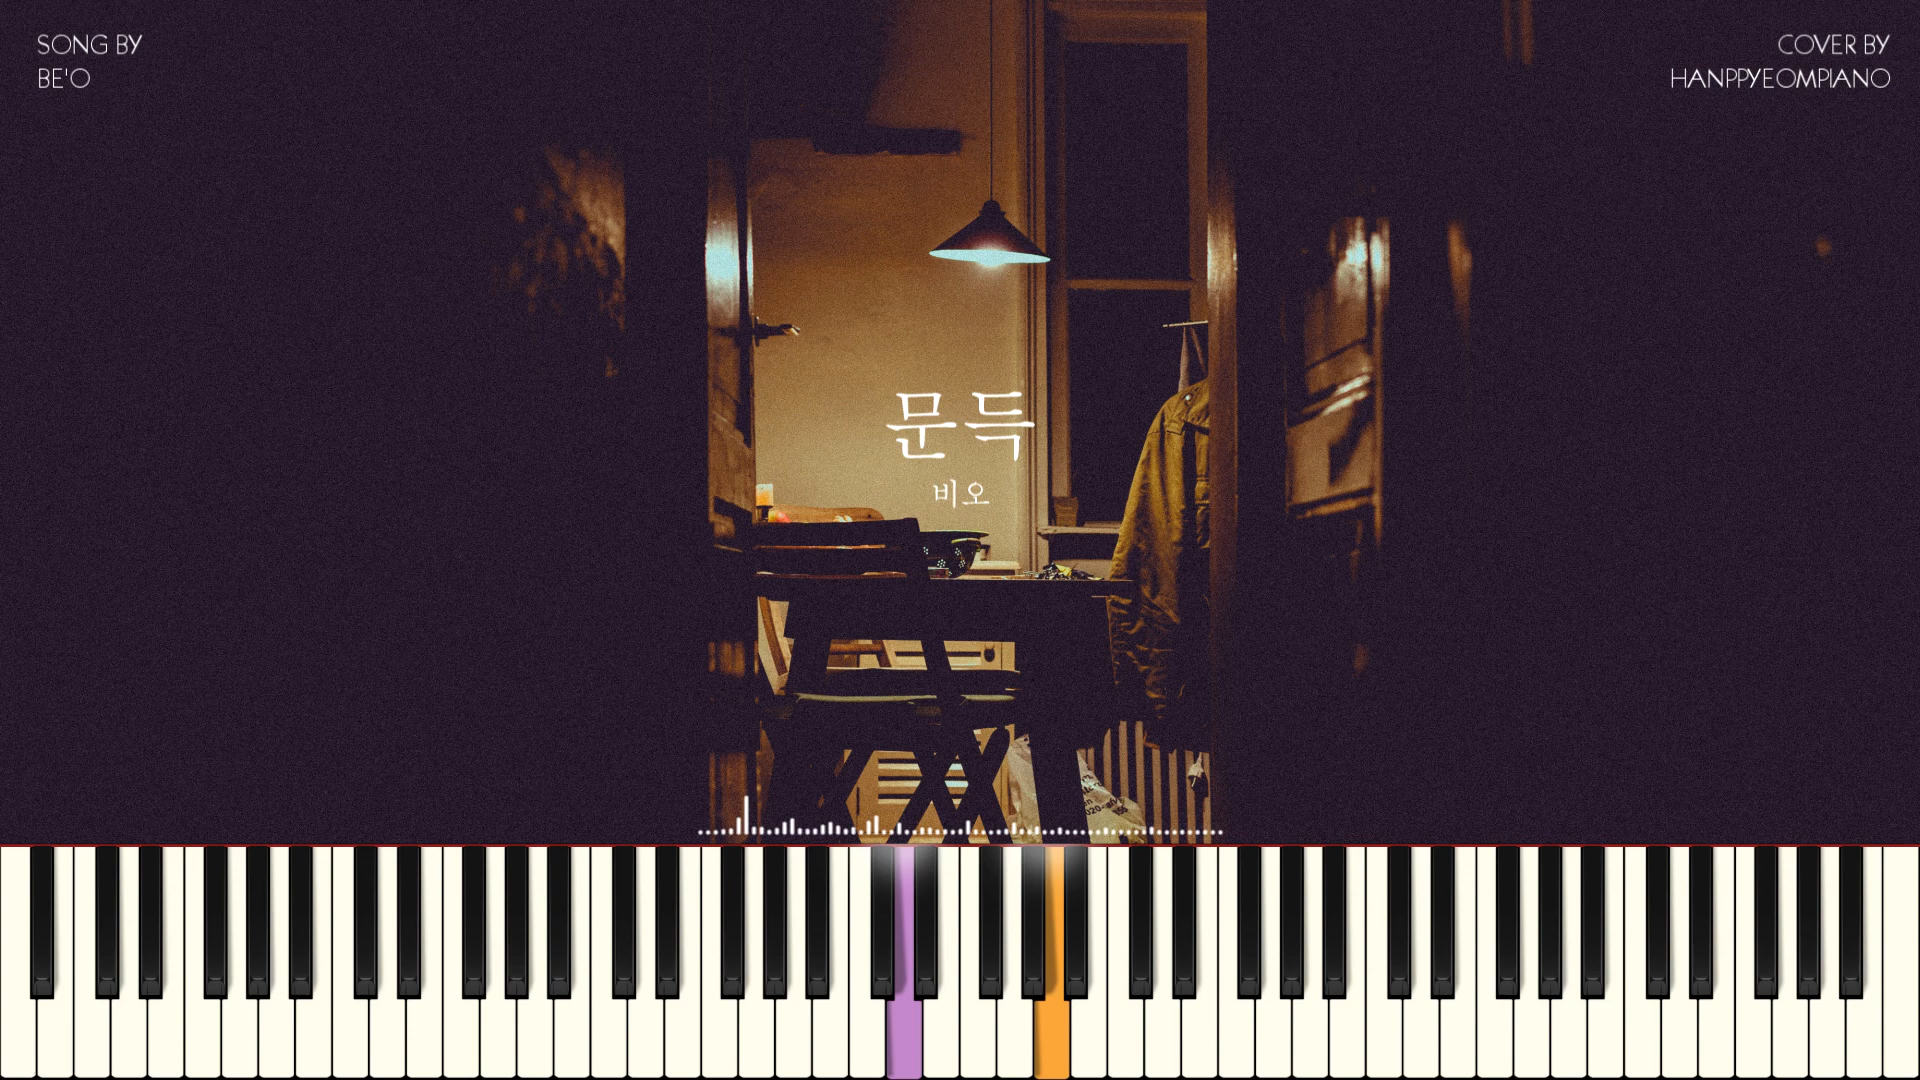 SONG BY
BE'O
COVER BY
HANPPYEOMPIANO
문득
비오